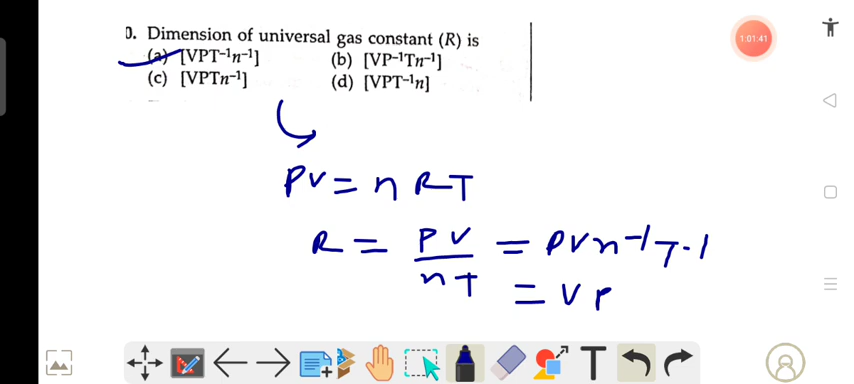 0. Dimension of universal gas constant (R) is
(a) [VPT⁻¹n⁻¹] (b) [VP⁻¹Tn⁻¹]
(c) [VPTn⁻¹] (d) [VPT⁻¹n]
PV = nRT
R = PV/nT = PVn⁻¹T⁻¹
= VP
1:01:41
T